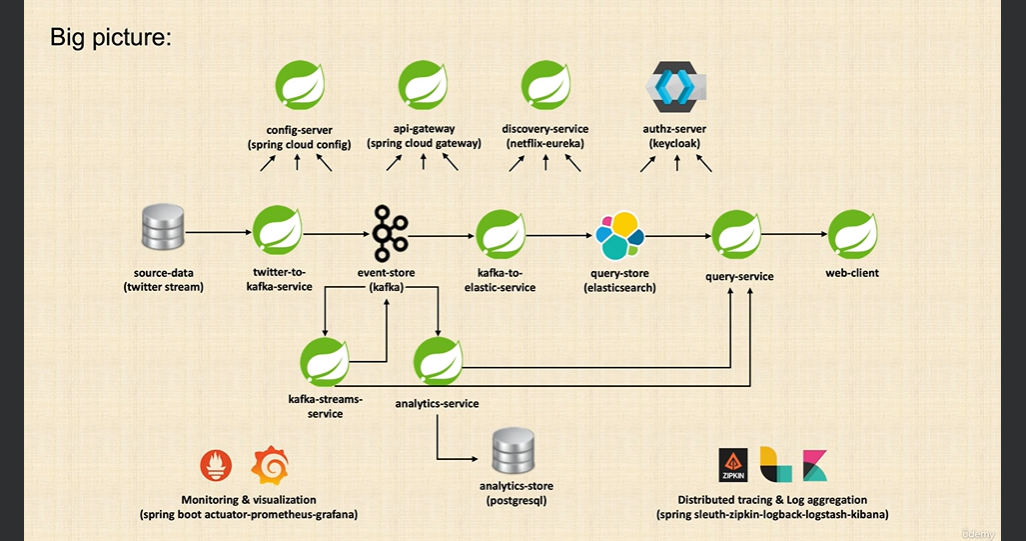 Big picture:
config-server
(spring cloud config)
api-gateway
(spring cloud gateway)
discovery-service
(netflix-eureka)
authz-server
(keycloak)
source-data
(twitter stream)
twitter-to-
kafka-service
event-store
(kafka)
kafka-to-
elastic-service
query-store
(elasticsearch)
query-service
web-client
kafka-streams-
service
analytics-service
analytics-store
(postgresql)
Monitoring & visualization
(spring boot actuator-prometheus-grafana)
ZIPKIN
Distributed tracing & Log aggregation
(spring sleuth-zipkin-logback-logstash-kibana)
ûdemy